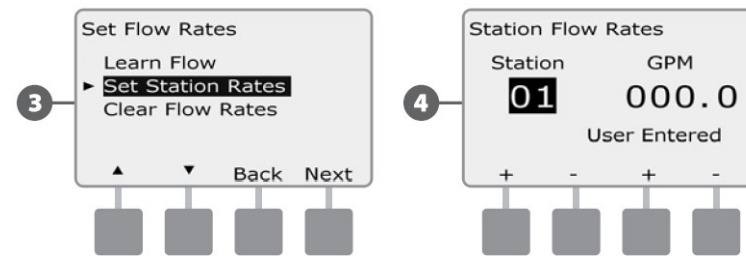 3
Set Flow Rates
Learn Flow
► Set Station Rates
Clear Flow Rates
▲ ▼ Back Next
4
Station Flow Rates
Station GPM
01 000.0
User Entered
+ - + -